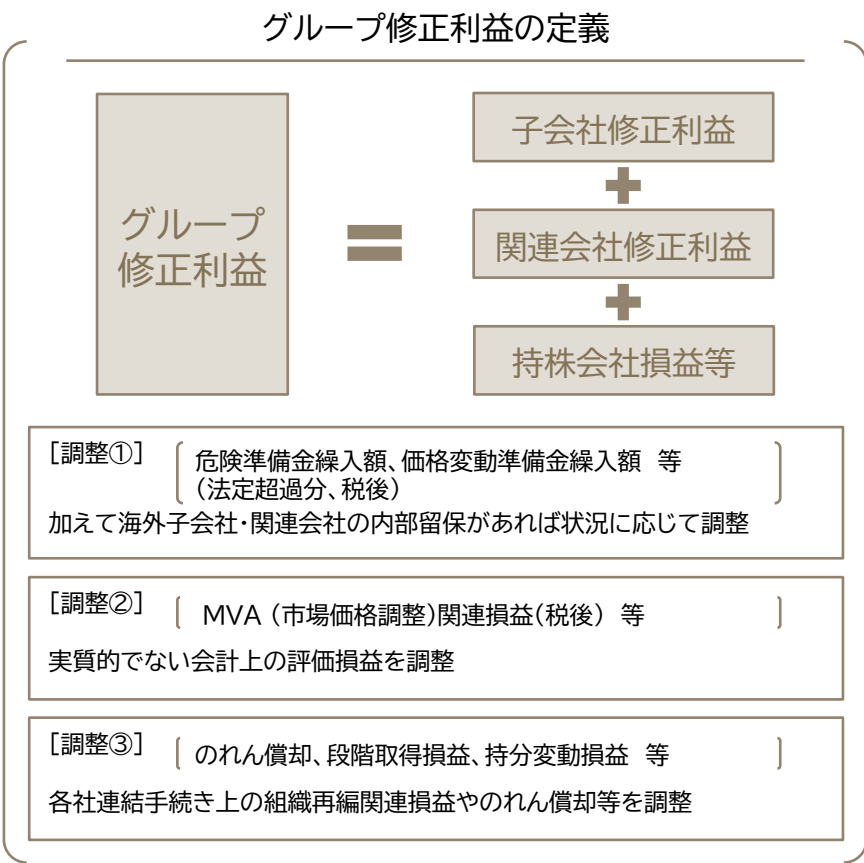 グループ修正利益の定義
グループ
修正利益
=
子会社修正利益
+
関連会社修正利益
+
持株会社損益等
[調整①]
危険準備金繰入額、価格変動準備金繰入額 等
(法定超過分、税後)
加えて海外子会社・関連会社の内部留保があれば状況に応じて調整
[調整②]
MVA(市場価格調整)関連損益(税後) 等
実質的でない会計上の評価損益を調整
[調整③]
のれん償却、段階取得損益、持分変動損益 等
各社連結手続き上の組織再編関連損益やのれん償却等を調整